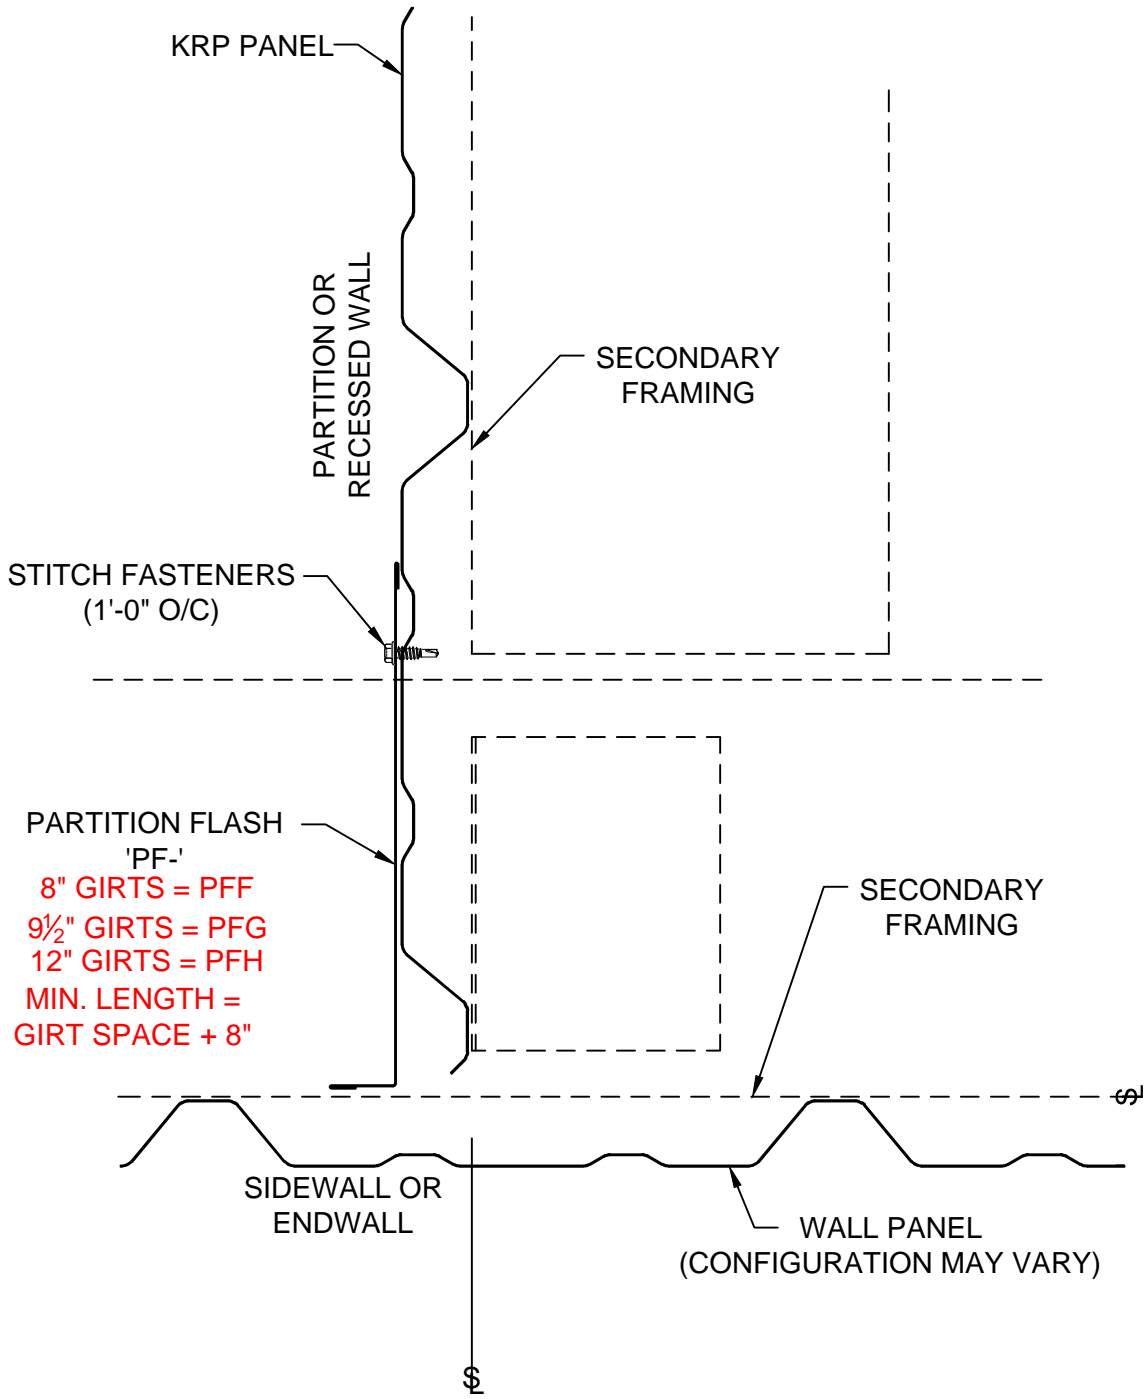 KRP PANEL
PARTITION OR
RECESSED WALL
SECONDARY
FRAMING
STITCH FASTENERS
(1'-0" O/C)
PARTITION FLASH
'PF-'
8" GIRTS = PFF
9½" GIRTS = PFG
12" GIRTS = PFH
MIN. LENGTH =
GIRT SPACE + 8"
SECONDARY
FRAMING
SL
SIDEWALL OR
ENDWALL
WALL PANEL
(CONFIGURATION MAY VARY)
SL